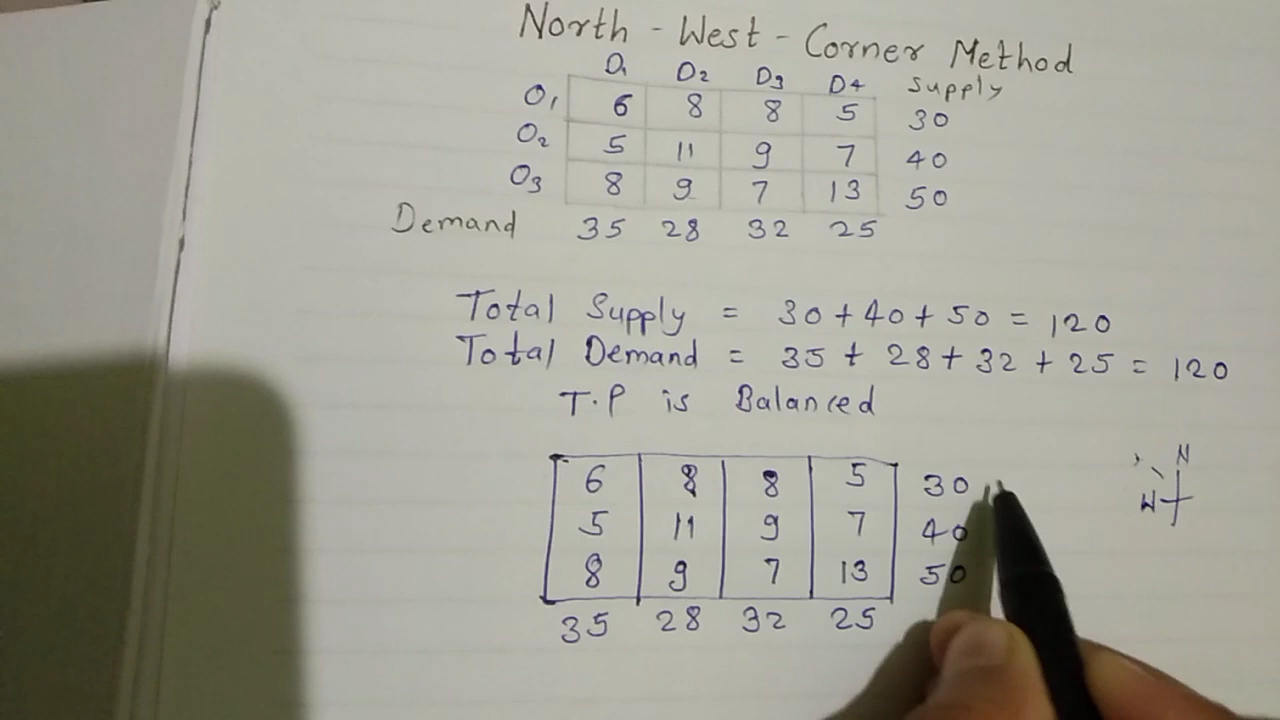 North - West - Corner Method
D1 D2 D3 D4 Supply
O1 6 8 8 5 30
O2 5 11 9 7 40
O3 8 9 7 13 50
Demand 35 28 32 25
Total Supply = 30 + 40 + 50 = 120
Total Demand = 35 + 28 + 32 + 25 = 120
T.P is Balanced
N
6 8 8 5 30
W
5 11 9 7 40
8 9 7 13 50
35 28 32 25